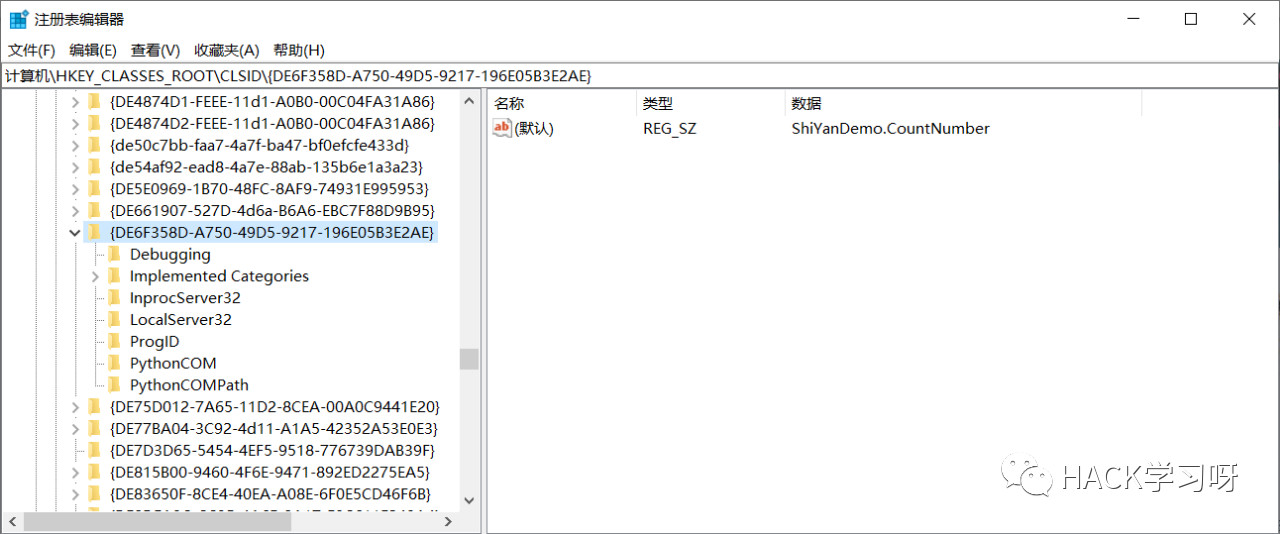 注册表编辑器
文件(F) 编辑(E) 查看(V) 收藏夹(A) 帮助(H)
计算机\HKEY_CLASSES_ROOT\CLSID\{DE6F358D-A750-49D5-9217-196E05B3E2AE}
{DE4874D1-FEEE-11d1-A0B0-00C04FA31A86}
{DE4874D2-FEEE-11d1-A0B0-00C04FA31A86}
{de50c7bb-faa7-4a7f-ba47-bf0efcfe433d}
{de54af92-ead8-4a7e-88ab-135b6e1a3a23}
{DE5E0969-1B70-48FC-8AF9-74931E995953}
{DE661907-527D-4d6a-B6A6-EBC7F88D9B95}
{DE6F358D-A750-49D5-9217-196E05B3E2AE}
Debugging
Implemented Categories
InprocServer32
LocalServer32
ProgID
PythonCOM
PythonCOMPath
{DE75D012-7A65-11D2-8CEA-00A0C9441E20}
{DE77BA04-3C92-4d11-A1A5-42352A53E0E3}
{DE7D3D65-5454-4EF5-9518-776739DAB39F}
{DE815B00-9460-4F6E-9471-892ED2275EA5}
{DE83650F-8CE4-40EA-A08E-6F0E5CD46F6B}
名称 类型 数据
ab (默认) REG_SZ ShiYanDemo.CountNumber
HACK学习呀